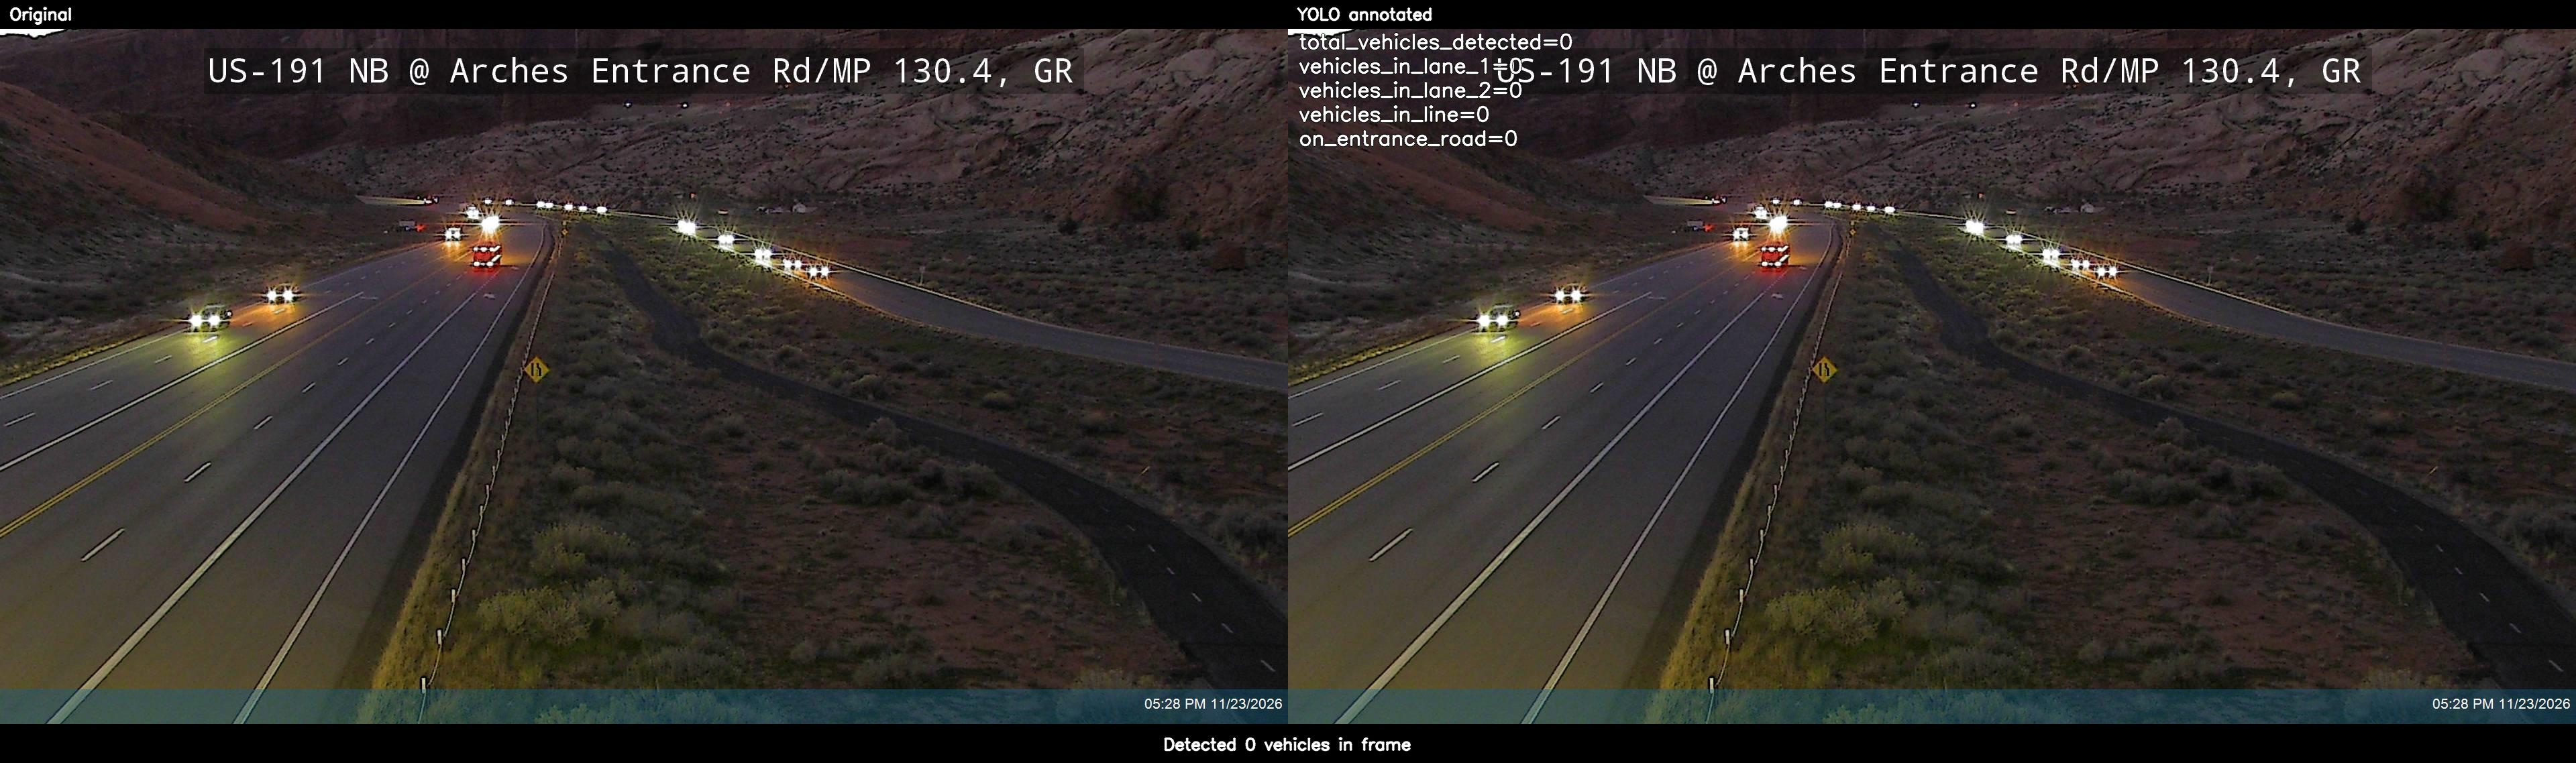 Original
US-191 NB @ Arches Entrance Rd/MP 130.4, GR
05:28 PM 11/23/2026
YOLO annotated
total_vehicles_detected=0
vehicles_in_lane_1=0
US-191 NB @ Arches Entrance Rd/MP 130.4, GR
vehicles_in_lane_2=0
vehicles_in_line=0
on_entrance_road=0
05:28 PM 11/23/2026
Detected 0 vehicles in frame